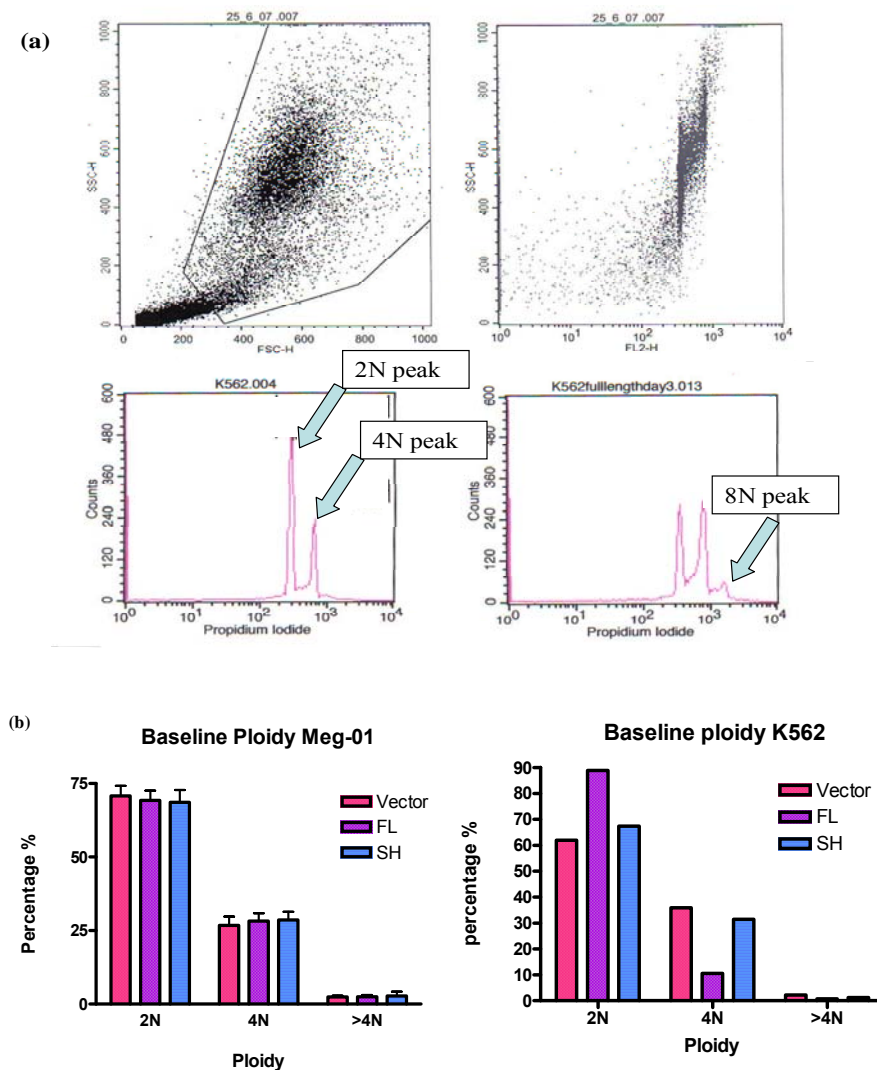 (a)
25_6_07 .007
SSC-H
1000
800
600
400
200
0
0 200 400 600 800 1000
FSC-H
25_6_07 .007
SSC-H
1000
800
600
400
200
0
10^0 10^1 10^2 10^3 10^4
FL2-H
K562.004
2N peak
4N peak
Counts
600
480
360
240
120
0
10^0 10^1 10^2 10^3 10^4
Propidium Iodide
K562fulllengthday3.013
8N peak
Counts
600
480
360
240
120
0
10^0 10^1 10^2 10^3 10^4
Propidium Iodide
(b)
Baseline Ploidy Meg-01
Percentage %
75
50
25
0
Vector
FL
SH
2N 4N >4N
Ploidy
Baseline ploidy K562
percentage %
90
80
70
60
50
40
30
20
10
0
Vector
FL
SH
2N 4N >4N
Ploidy